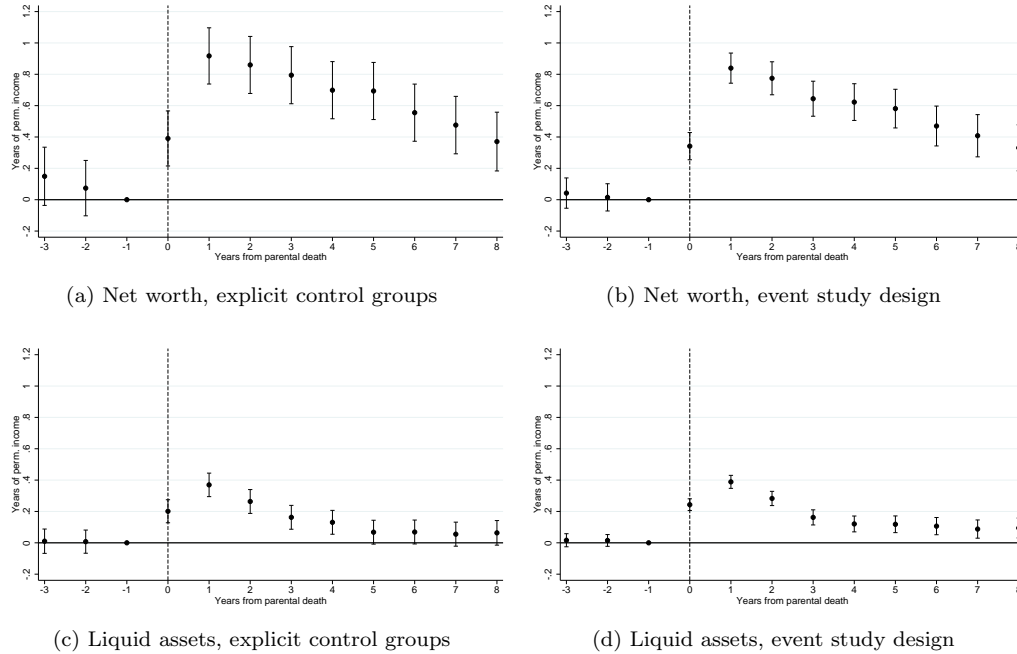 Years of perm. income
-.2 0 .2 .4 .6 .8 1 1.2
-3 -2 -1 0 1 2 3 4 5 6 7 8
Years from parental death
(a) Net worth, explicit control groups
Years of perm. income
-.2 0 .2 .4 .6 .8 1 1.2
-3 -2 -1 0 1 2 3 4 5 6 7 8
Years from parental death
(b) Net worth, event study design
Years of perm. income
-.2 0 .2 .4 .6 .8 1 1.2
-3 -2 -1 0 1 2 3 4 5 6 7 8
Years from parental death
(c) Liquid assets, explicit control groups
Years of perm. income
-.2 0 .2 .4 .6 .8 1 1.2
-3 -2 -1 0 1 2 3 4 5 6 7 8
Years from parental death
(d) Liquid assets, event study design